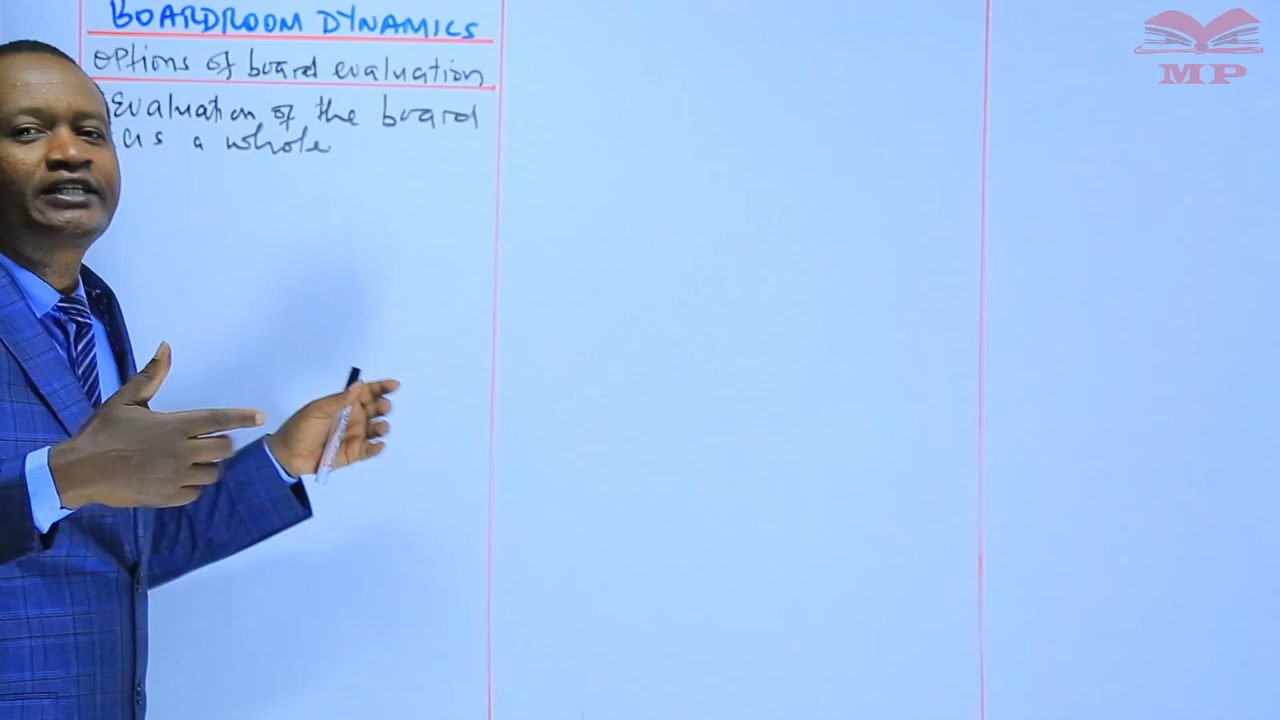 BOARDROOM DYNAMICS
options of board evaluation
Evaluation of the board
as a whole
MP